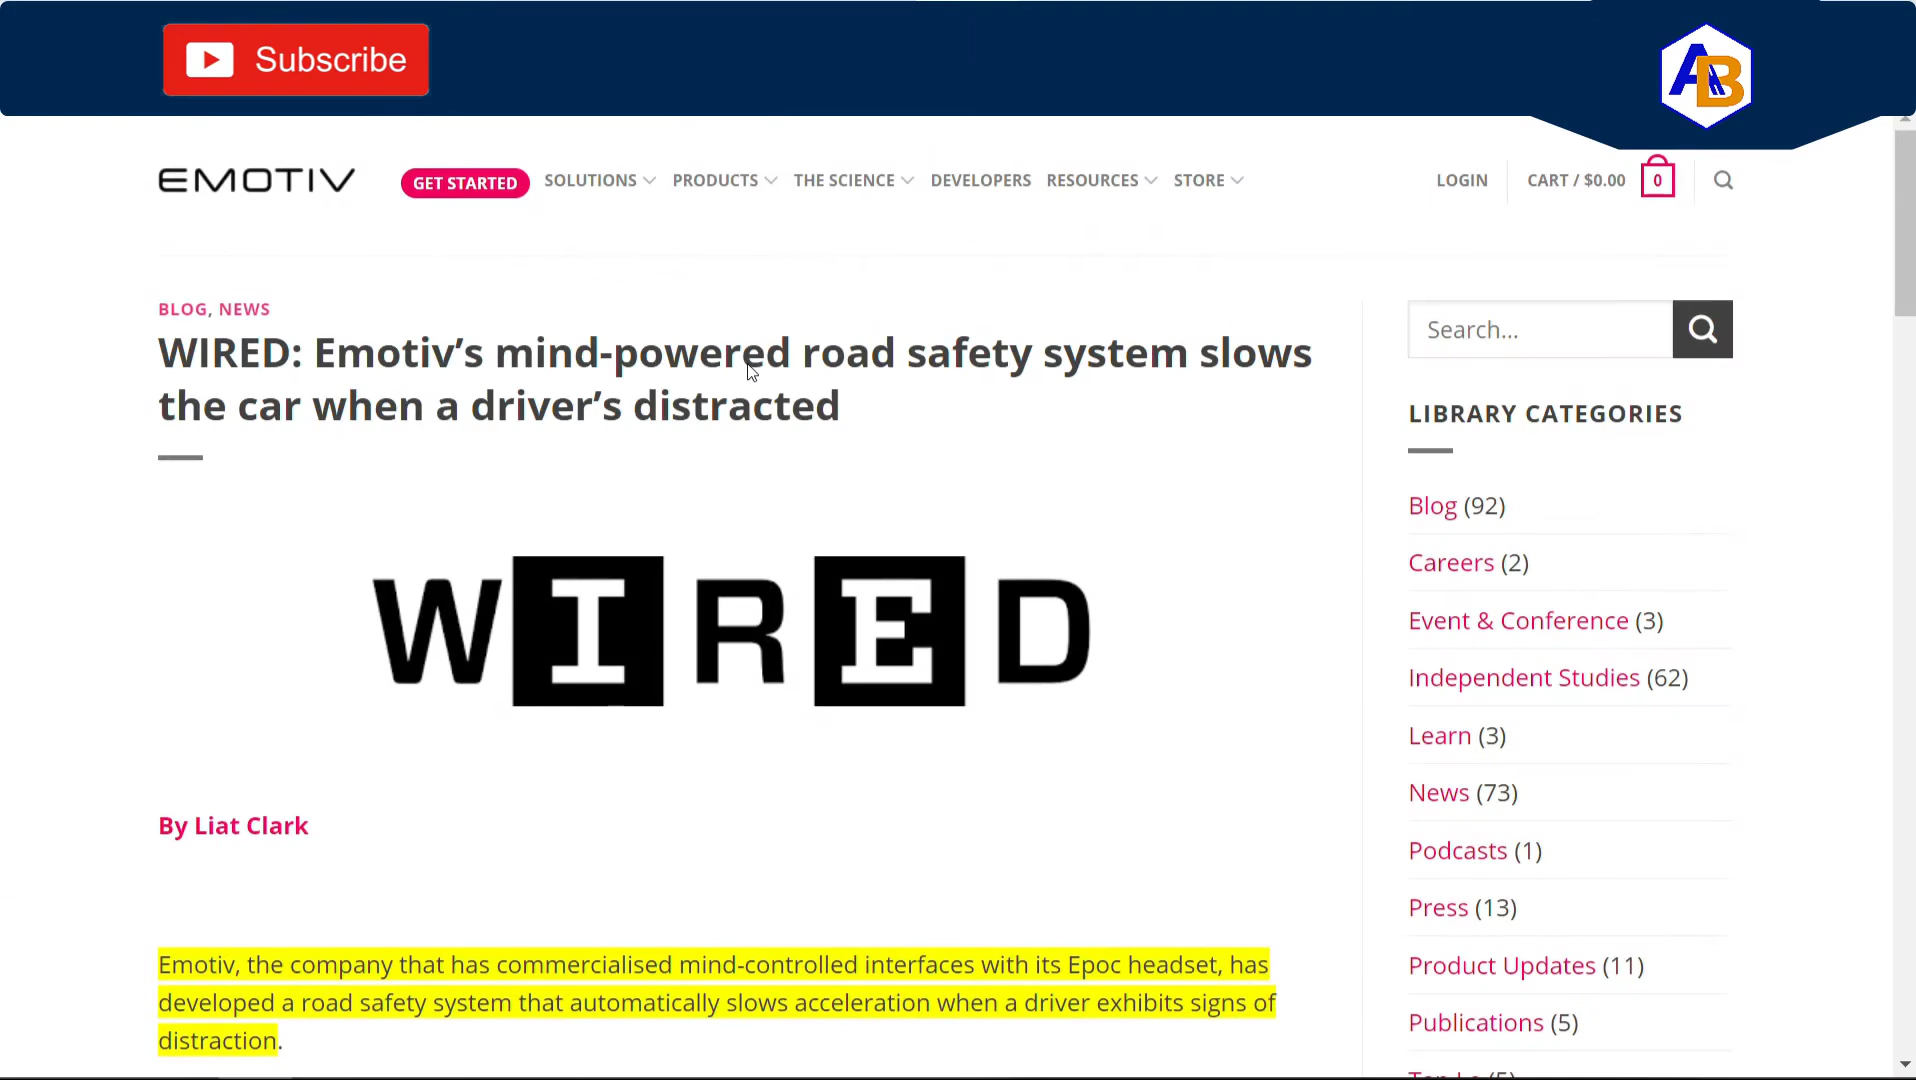 Subscribe
AB
EMOTIV
GET STARTED
SOLUTIONS
PRODUCTS
THE SCIENCE
DEVELOPERS
RESOURCES
STORE
LOGIN
CART / $0.00
0
BLOG, NEWS
WIRED: Emotiv’s mind-powered road safety system slows
the car when a driver’s distracted
WIRED
By Liat Clark
Emotiv, the company that has commercialised mind-controlled interfaces with its Epoc headset, has
developed a road safety system that automatically slows acceleration when a driver exhibits signs of
distraction.
Search...
LIBRARY CATEGORIES
Blog (92)
Careers (2)
Event & Conference (3)
Independent Studies (62)
Learn (3)
News (73)
Podcasts (1)
Press (13)
Product Updates (11)
Publications (5)